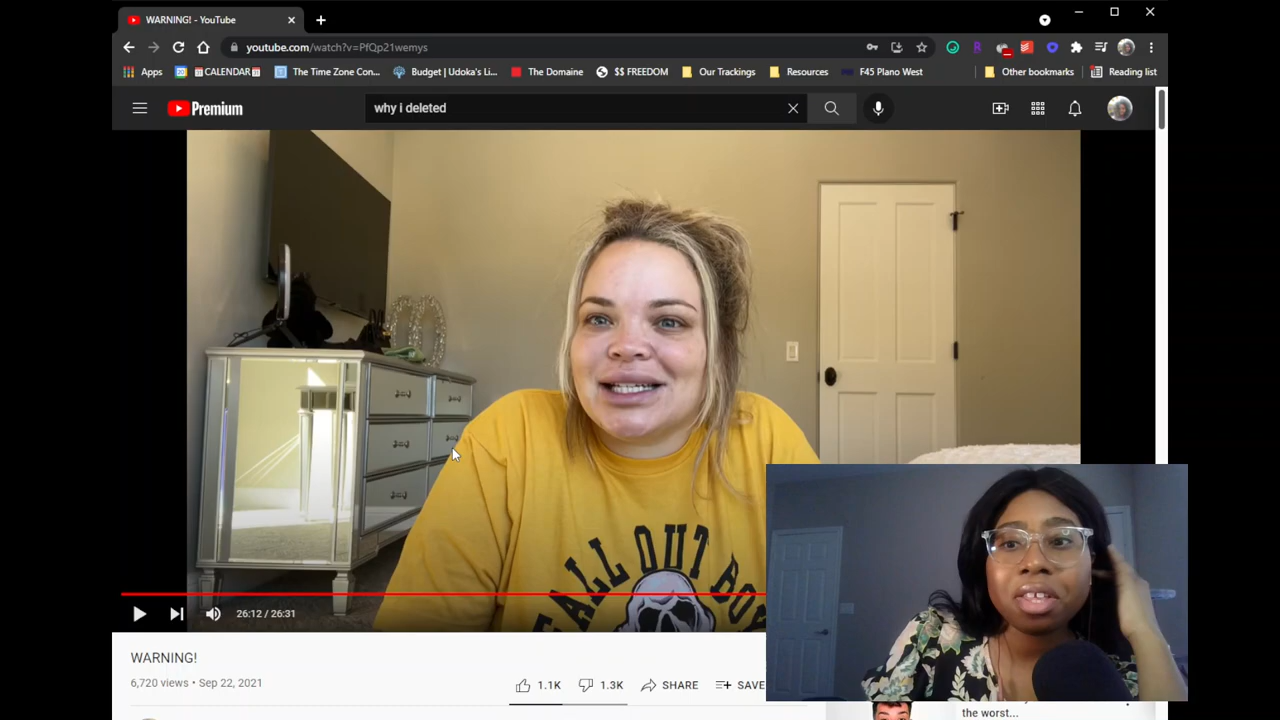 WARNING! - YouTube
youtube.com/watch?v=PfQp21wemys
Apps CALENDAR The Time Zone Con... Budget | Udoka's Li... The Domaine $$ FREEDOM Our Trackings Resources F45 Plano West Other bookmarks Reading list
Premium why i deleted
FALL OUT BOY
26:12 / 26:31
WARNING!
6,720 views • Sep 22, 2021 1.1K 1.3K SHARE SAVE
the worst...